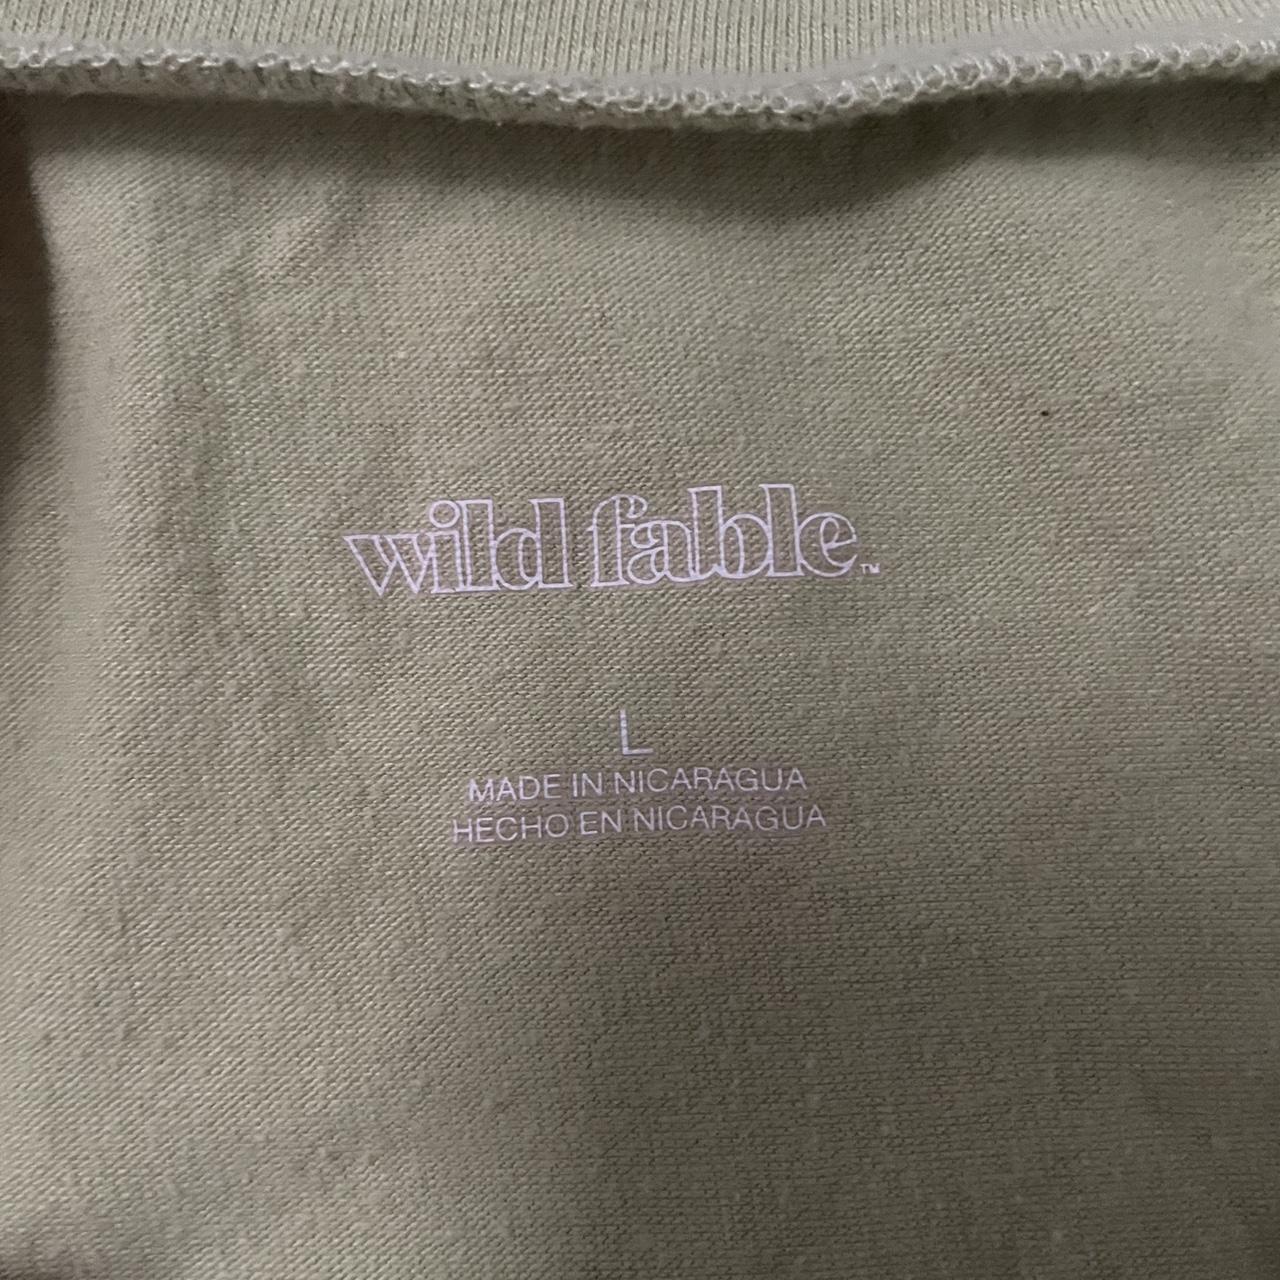 wild fable™
L
MADE IN NICARAGUA
HECHO EN NICARAGUA